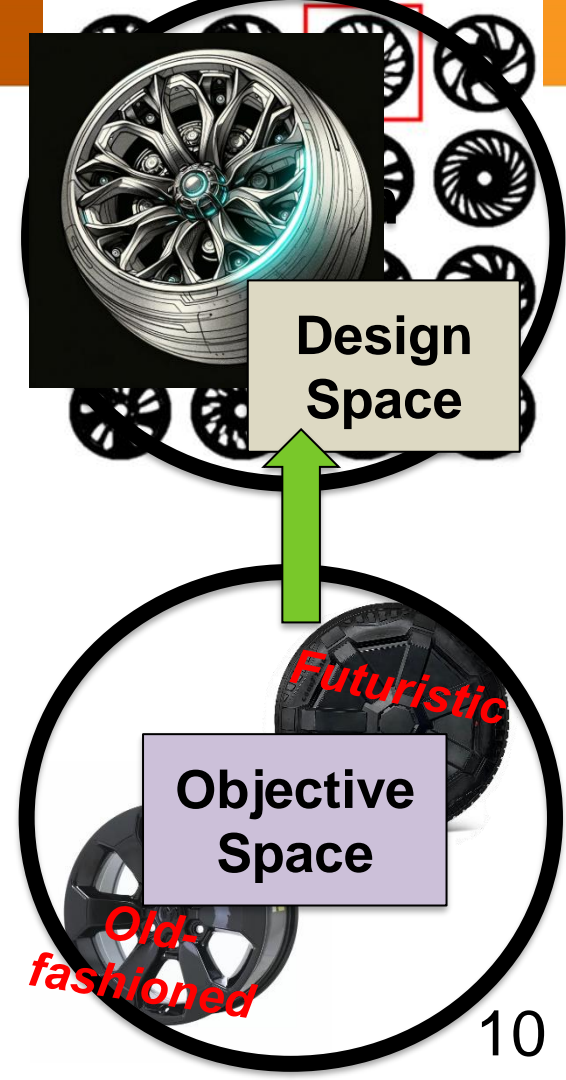 Design
Space
Futuristic
Objective
Space
Old-
fashioned
10